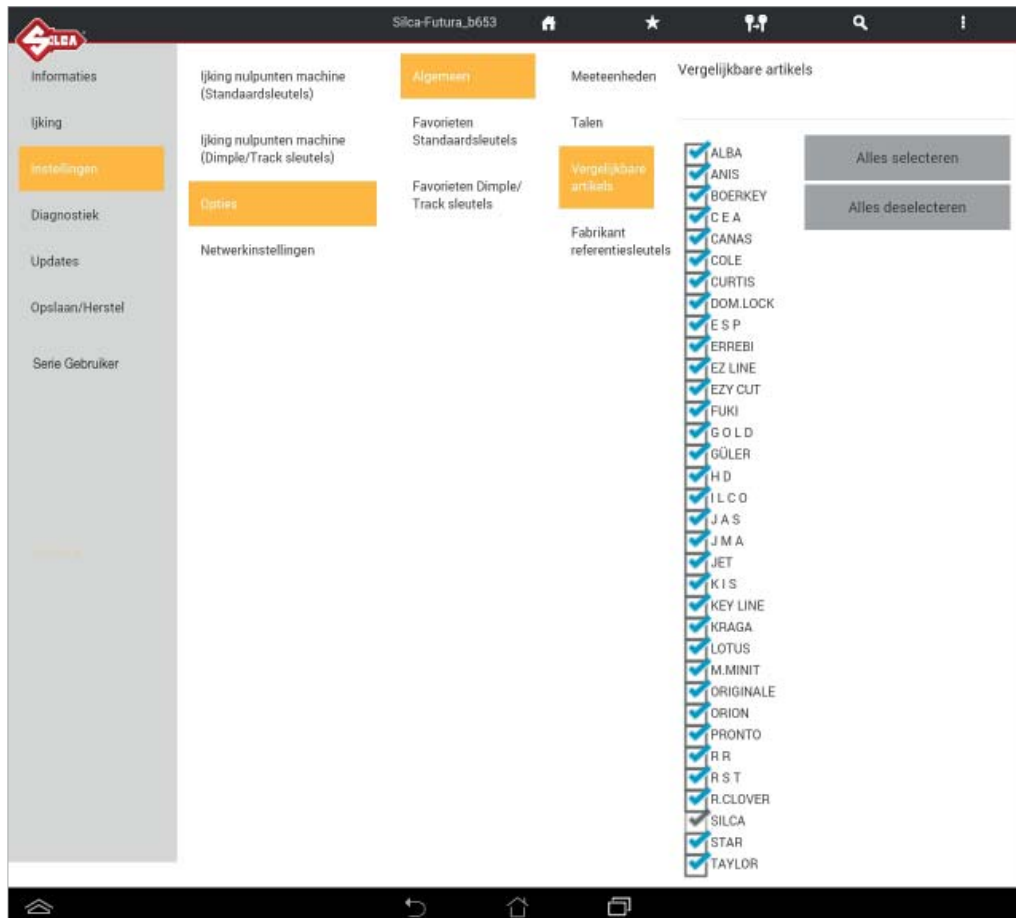 Silca-Futura_b653
SILCA
Informaties
Ijking
Instellingen
Diagnostiek
Updates
Opslaan/Herstel
Serie Gebruiker
Ijking nulpunten machine
(Standaardsleutels)
Ijking nulpunten machine
(Dimple/Track sleutels)
Opties
Netwerkinstellingen
Algemeen
Favorieten
Standaardsleutels
Favorieten Dimple/
Track sleutels
Meeteenheden
Talen
Vergelijkbare
artikels
Fabrikant
referentiesleutels
Vergelijkbare artikels
ALBA
ANIS
BOERKEY
C E A
CANAS
COLE
CURTIS
DOM.LOCK
E S P
ERREBI
EZ LINE
EZY CUT
FUKI
G O L D
GÜLER
H D
I L C O
J A S
J M A
JET
K I S
KEY LINE
KRAGA
LOTUS
M.MINIT
ORIGINALE
ORION
PRONTO
R R
R S T
R.CLOVER
SILCA
STAR
TAYLOR
Alles selecteren
Alles deselecteren